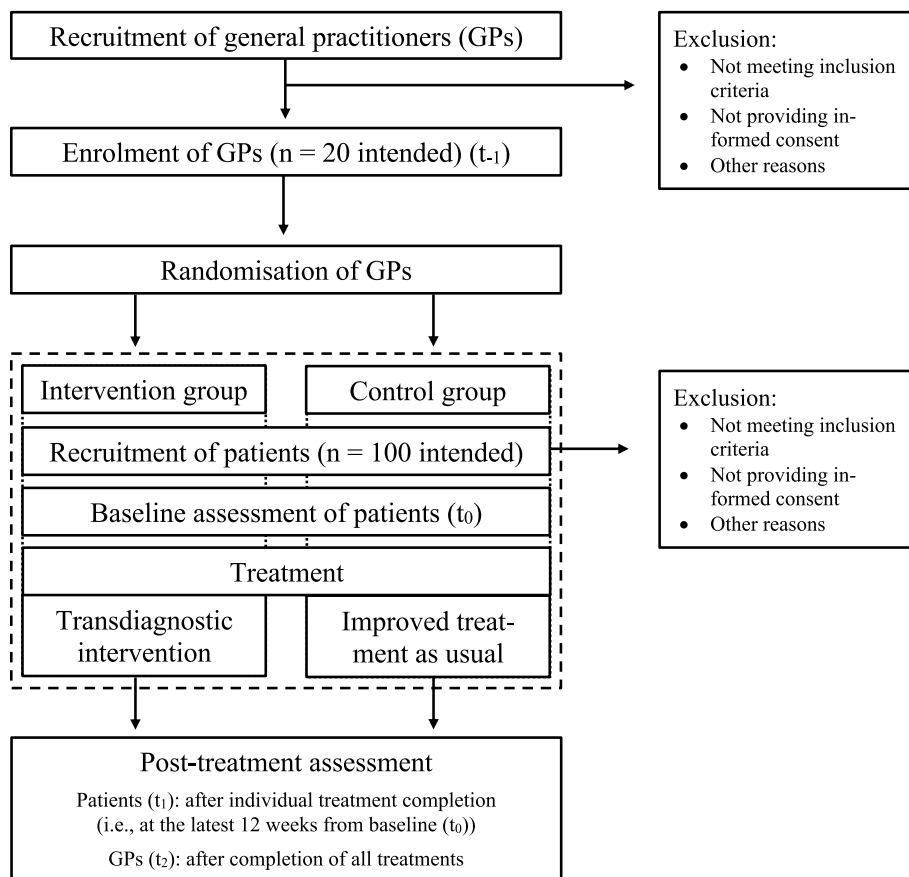 Recruitment of general practitioners (GPs)
Exclusion:
• Not meeting inclusion
criteria
• Not providing in-
formed consent
• Other reasons
Enrolment of GPs (n = 20 intended) (t-1)
Randomisation of GPs
Intervention group
Control group
Recruitment of patients (n = 100 intended)
Exclusion:
• Not meeting inclusion
criteria
• Not providing in-
formed consent
• Other reasons
Baseline assessment of patients (t0)
Treatment
Transdiagnostic
intervention
Improved treat-
ment as usual
Post-treatment assessment
Patients (t1): after individual treatment completion
(i.e., at the latest 12 weeks from baseline (t0))
GPs (t2): after completion of all treatments